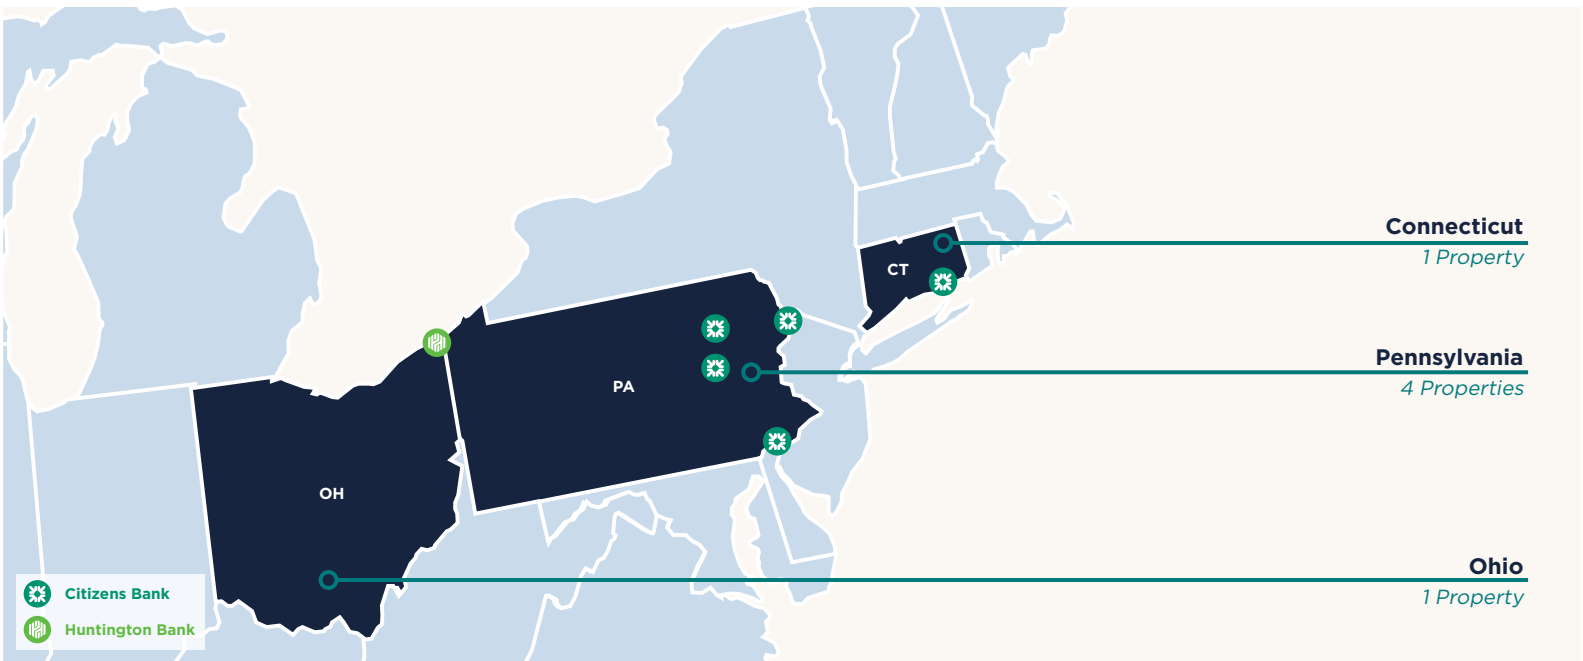 Connecticut
1 Property
CT
Pennsylvania
4 Properties
PA
OH
Ohio
1 Property
Citizens Bank
Huntington Bank